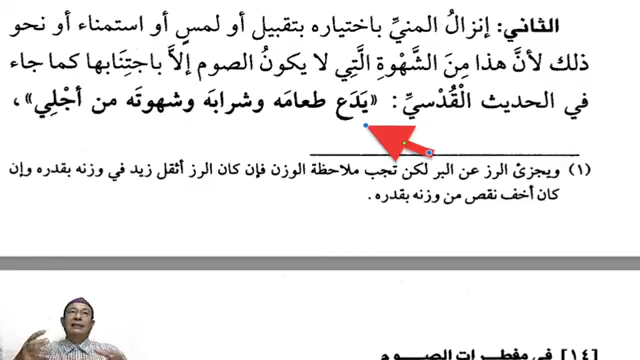 الثاني: إنزالُ المنيِّ باختياره بتقبيل أو لمسٍ أو استمناء أو نحو
ذلك لأنَّ هذا مِنَ الشَّهْوةِ الَّتِي لا يكونُ الصوم إلاَّ باجتِنَابها كما جاء
في الحديث الْقُدْسيِّ: «يَدَع طعامَه وشرابَه وشهوتَه من أجْلِي»،
(١) ويجزئ الرز عن البر لكن تجب ملاحظة الوزن فإن كان الرز أثقل زيد في وزنه بقدره وإن
كان أخف نقص من وزنه بقدره.
[١٤] في مفطرات الصوم